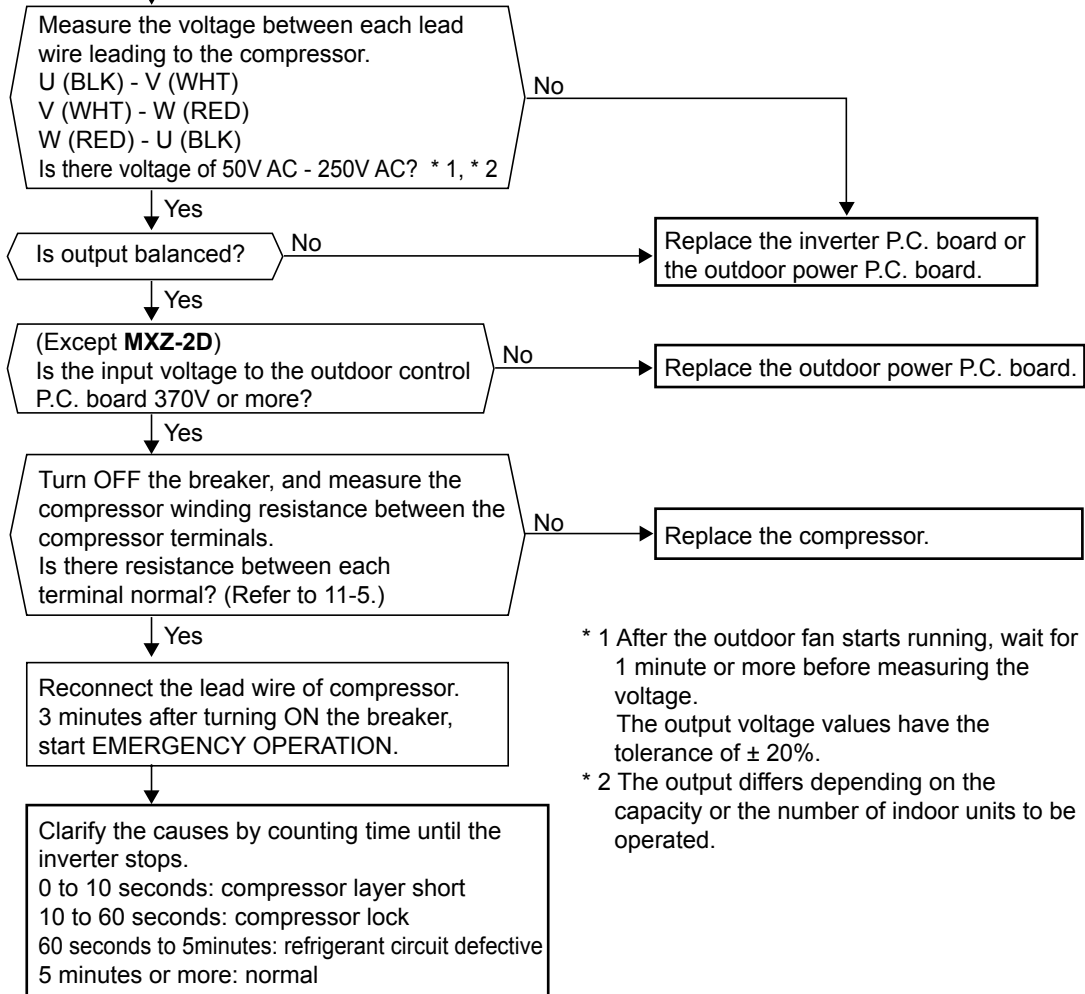 Measure the voltage between each lead
wire leading to the compressor.
U (BLK) - V (WHT)
V (WHT) - W (RED)
W (RED) - U (BLK)
Is there voltage of 50V AC - 250V AC? * 1, * 2
No
Yes
Is output balanced?
No
Replace the inverter P.C. board or
the outdoor power P.C. board.
Yes
(Except MXZ-2D)
Is the input voltage to the outdoor control
P.C. board 370V or more?
No
Replace the outdoor power P.C. board.
Yes
Turn OFF the breaker, and measure the
compressor winding resistance between the
compressor terminals.
Is there resistance between each
terminal normal? (Refer to 11-5.)
No
Replace the compressor.
Yes
Reconnect the lead wire of compressor.
3 minutes after turning ON the breaker,
start EMERGENCY OPERATION.
Clarify the causes by counting time until the
inverter stops.
0 to 10 seconds: compressor layer short
10 to 60 seconds: compressor lock
60 seconds to 5minutes: refrigerant circuit defective
5 minutes or more: normal
* 1 After the outdoor fan starts running, wait for
1 minute or more before measuring the
voltage.
The output voltage values have the
tolerance of ± 20%.
* 2 The output differs depending on the
capacity or the number of indoor units to be
operated.